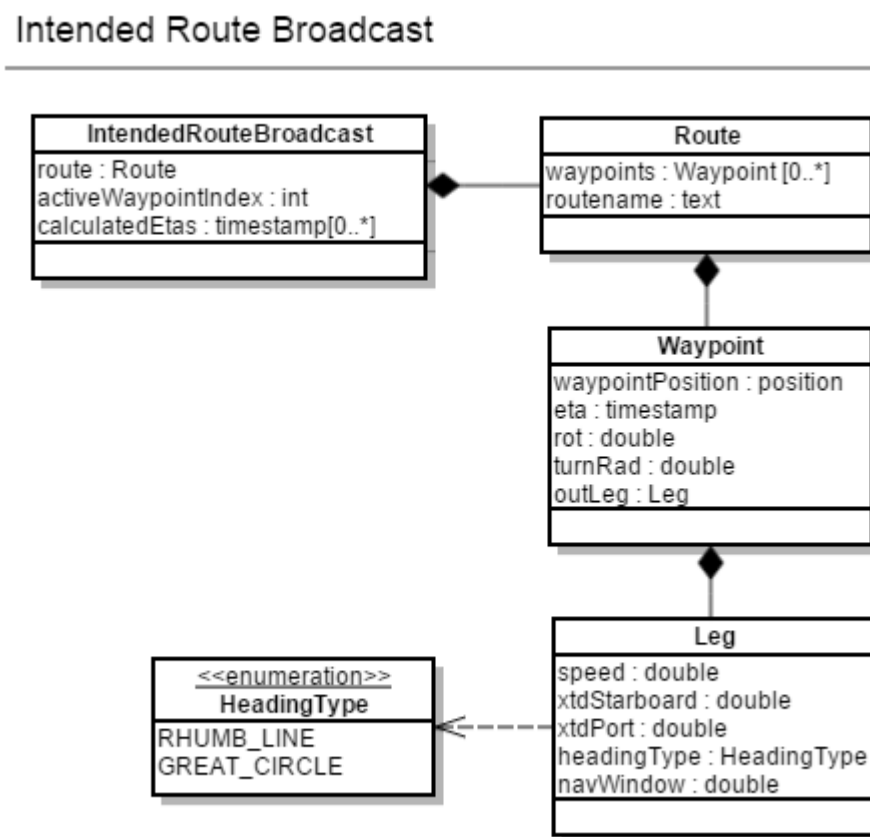 Intended Route Broadcast
IntendedRouteBroadcast
route : Route
activeWaypointIndex : int
calculatedEtas : timestamp[0..*]
Route
waypoints : Waypoint [0..*]
routename : text
Waypoint
waypointPosition : position
eta : timestamp
rot : double
turnRad : double
outLeg : Leg
Leg
speed : double
xtdStarboard : double
xtdPort : double
headingType : HeadingType
navWindow : double
<<enumeration>>
HeadingType
RHUMB_LINE
GREAT_CIRCLE